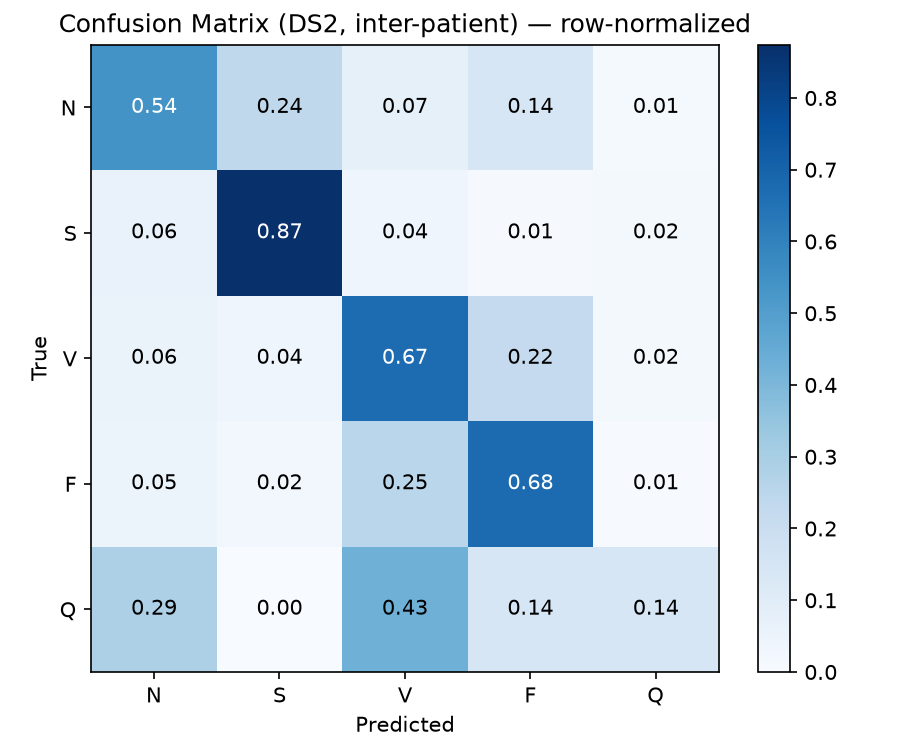 Confusion Matrix (DS2, inter-patient) — row-normalized
N 0.54 0.24 0.07 0.14 0.01
S 0.06 0.87 0.04 0.01 0.02
V 0.06 0.04 0.67 0.22 0.02
F 0.05 0.02 0.25 0.68 0.01
Q 0.29 0.00 0.43 0.14 0.14
N S V F Q
Predicted
True
0.8
0.7
0.6
0.5
0.4
0.3
0.2
0.1
0.0